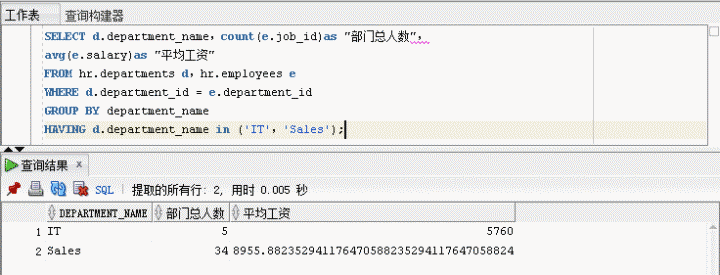 工作表 查询构建器
SELECT d.department_name，count(e.job_id)as "部门总人数"，
avg(e.salary)as "平均工资"
FROM hr.departments d，hr.employees e
WHERE d.department_id = e.department_id
GROUP BY department_name
HAVING d.department_name in ('IT'，'Sales');
查询结果 ×
SQL | 提取的所有行: 2, 用时 0.005 秒
DEPARTMENT_NAME 部门总人数 平均工资
1 IT 5 5760
2 Sales 34 8955.88235294117647058823529411764705882​4